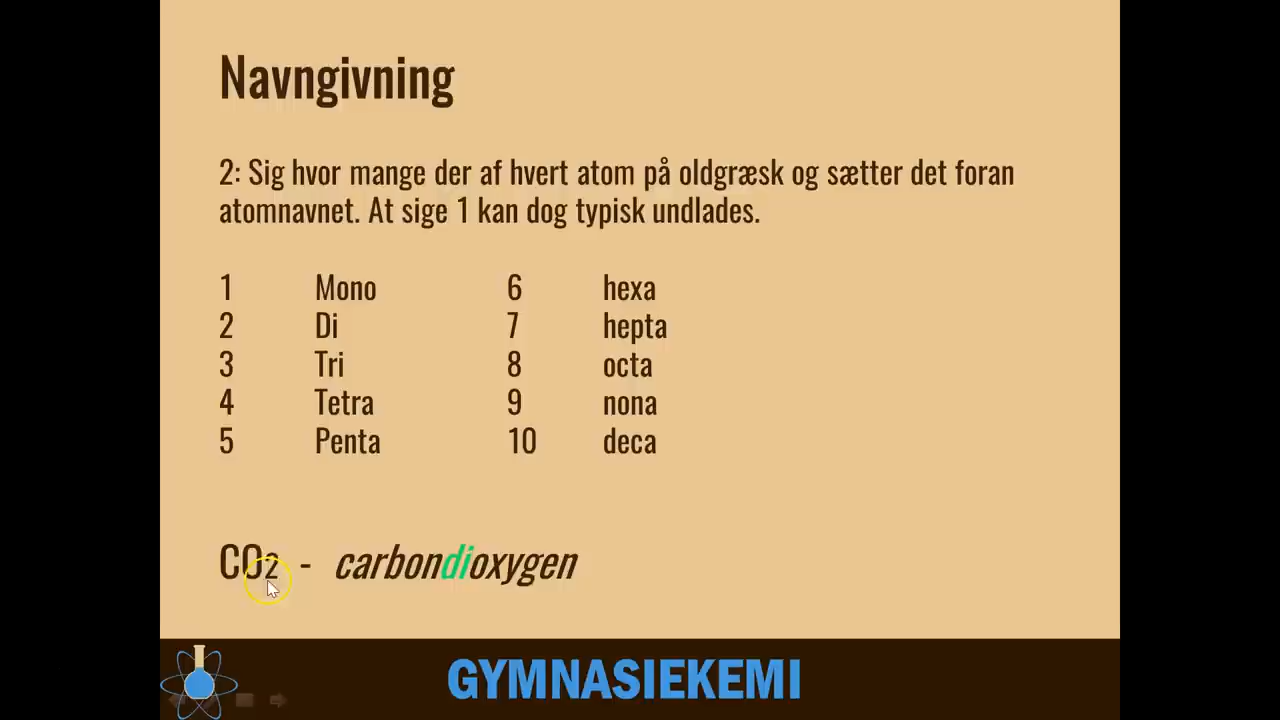 Navngivning
2: Sig hvor mange der af hvert atom på oldgræsk og sætter det foran
atomnavnet. At sige 1 kan dog typisk undlades.
1 Mono 6 hexa
2 Di 7 hepta
3 Tri 8 octa
4 Tetra 9 nona
5 Penta 10 deca
CO2 - carbondioxygen
GYMNASIEKEMI